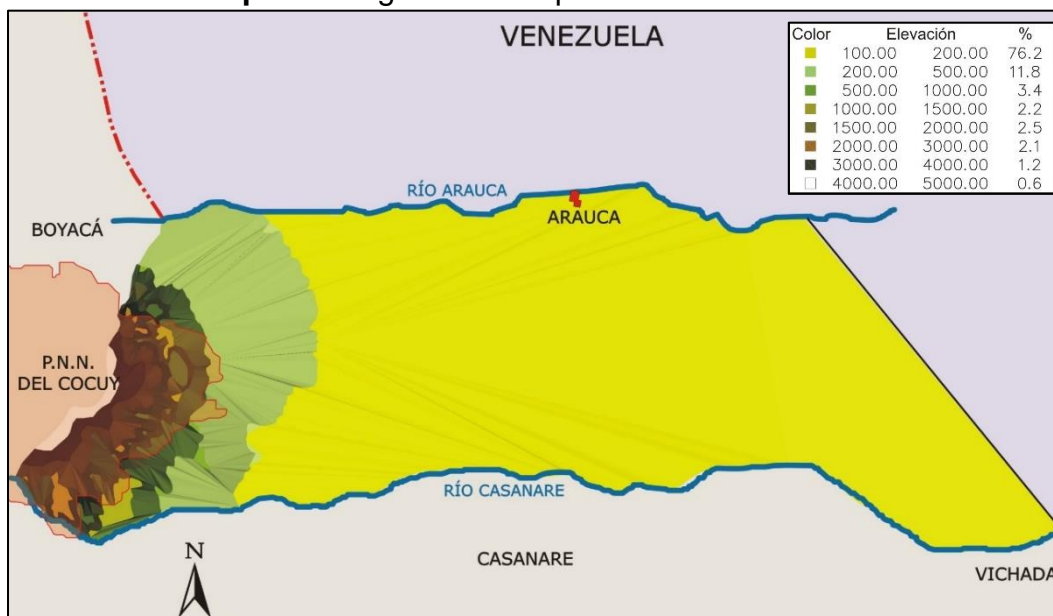 VENEZUELA
Color Elevación %
100.00 200.00 76.2
200.00 500.00 11.8
500.00 1000.00 3.4
1000.00 1500.00 2.2
1500.00 2000.00 2.5
2000.00 3000.00 2.1
3000.00 4000.00 1.2
4000.00 5000.00 0.6
RÍO ARAUCA
ARAUCA
BOYACÁ
P.N.N.
DEL COCUY
RÍO CASANARE
N
CASANARE
VICHADA